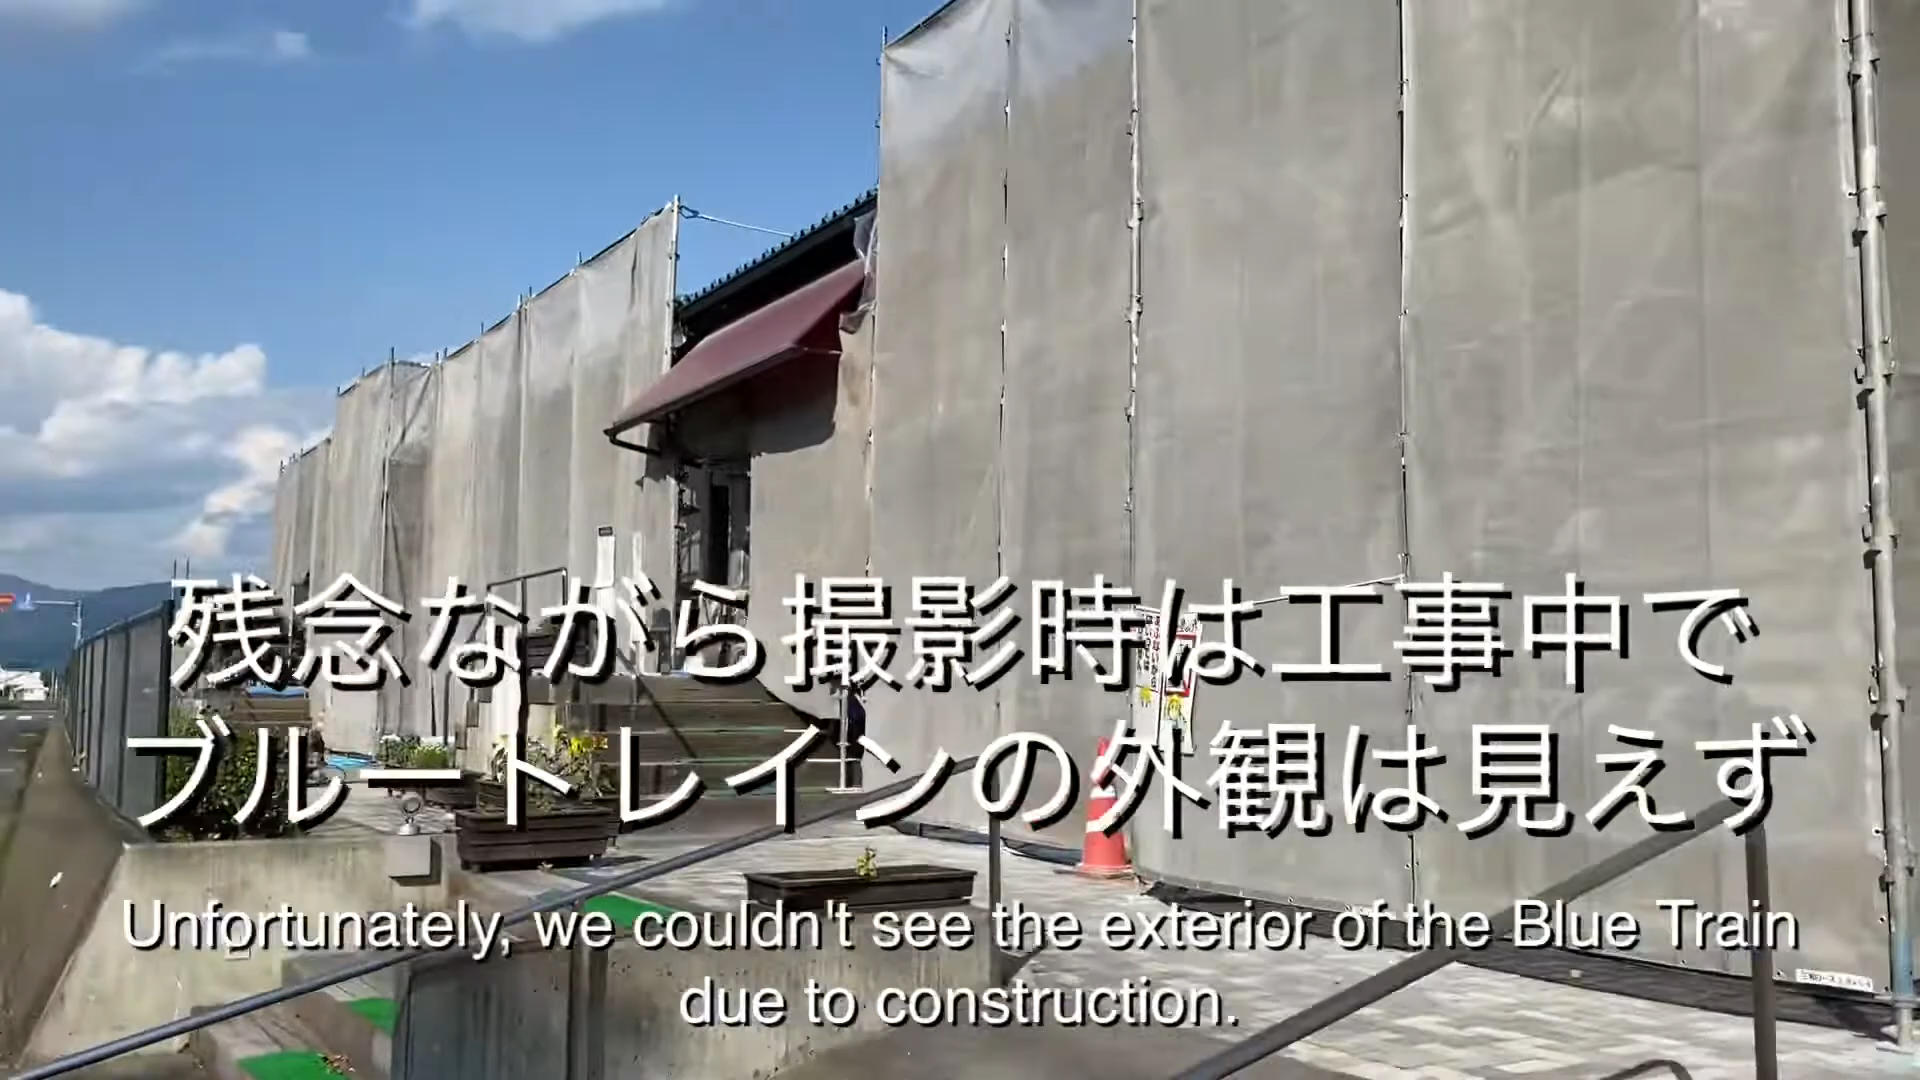 残念ながら撮影時は工事中で
ブルートレインの外観は見えず
Unfortunately, we couldn't see the exterior of the Blue Train
due to construction.